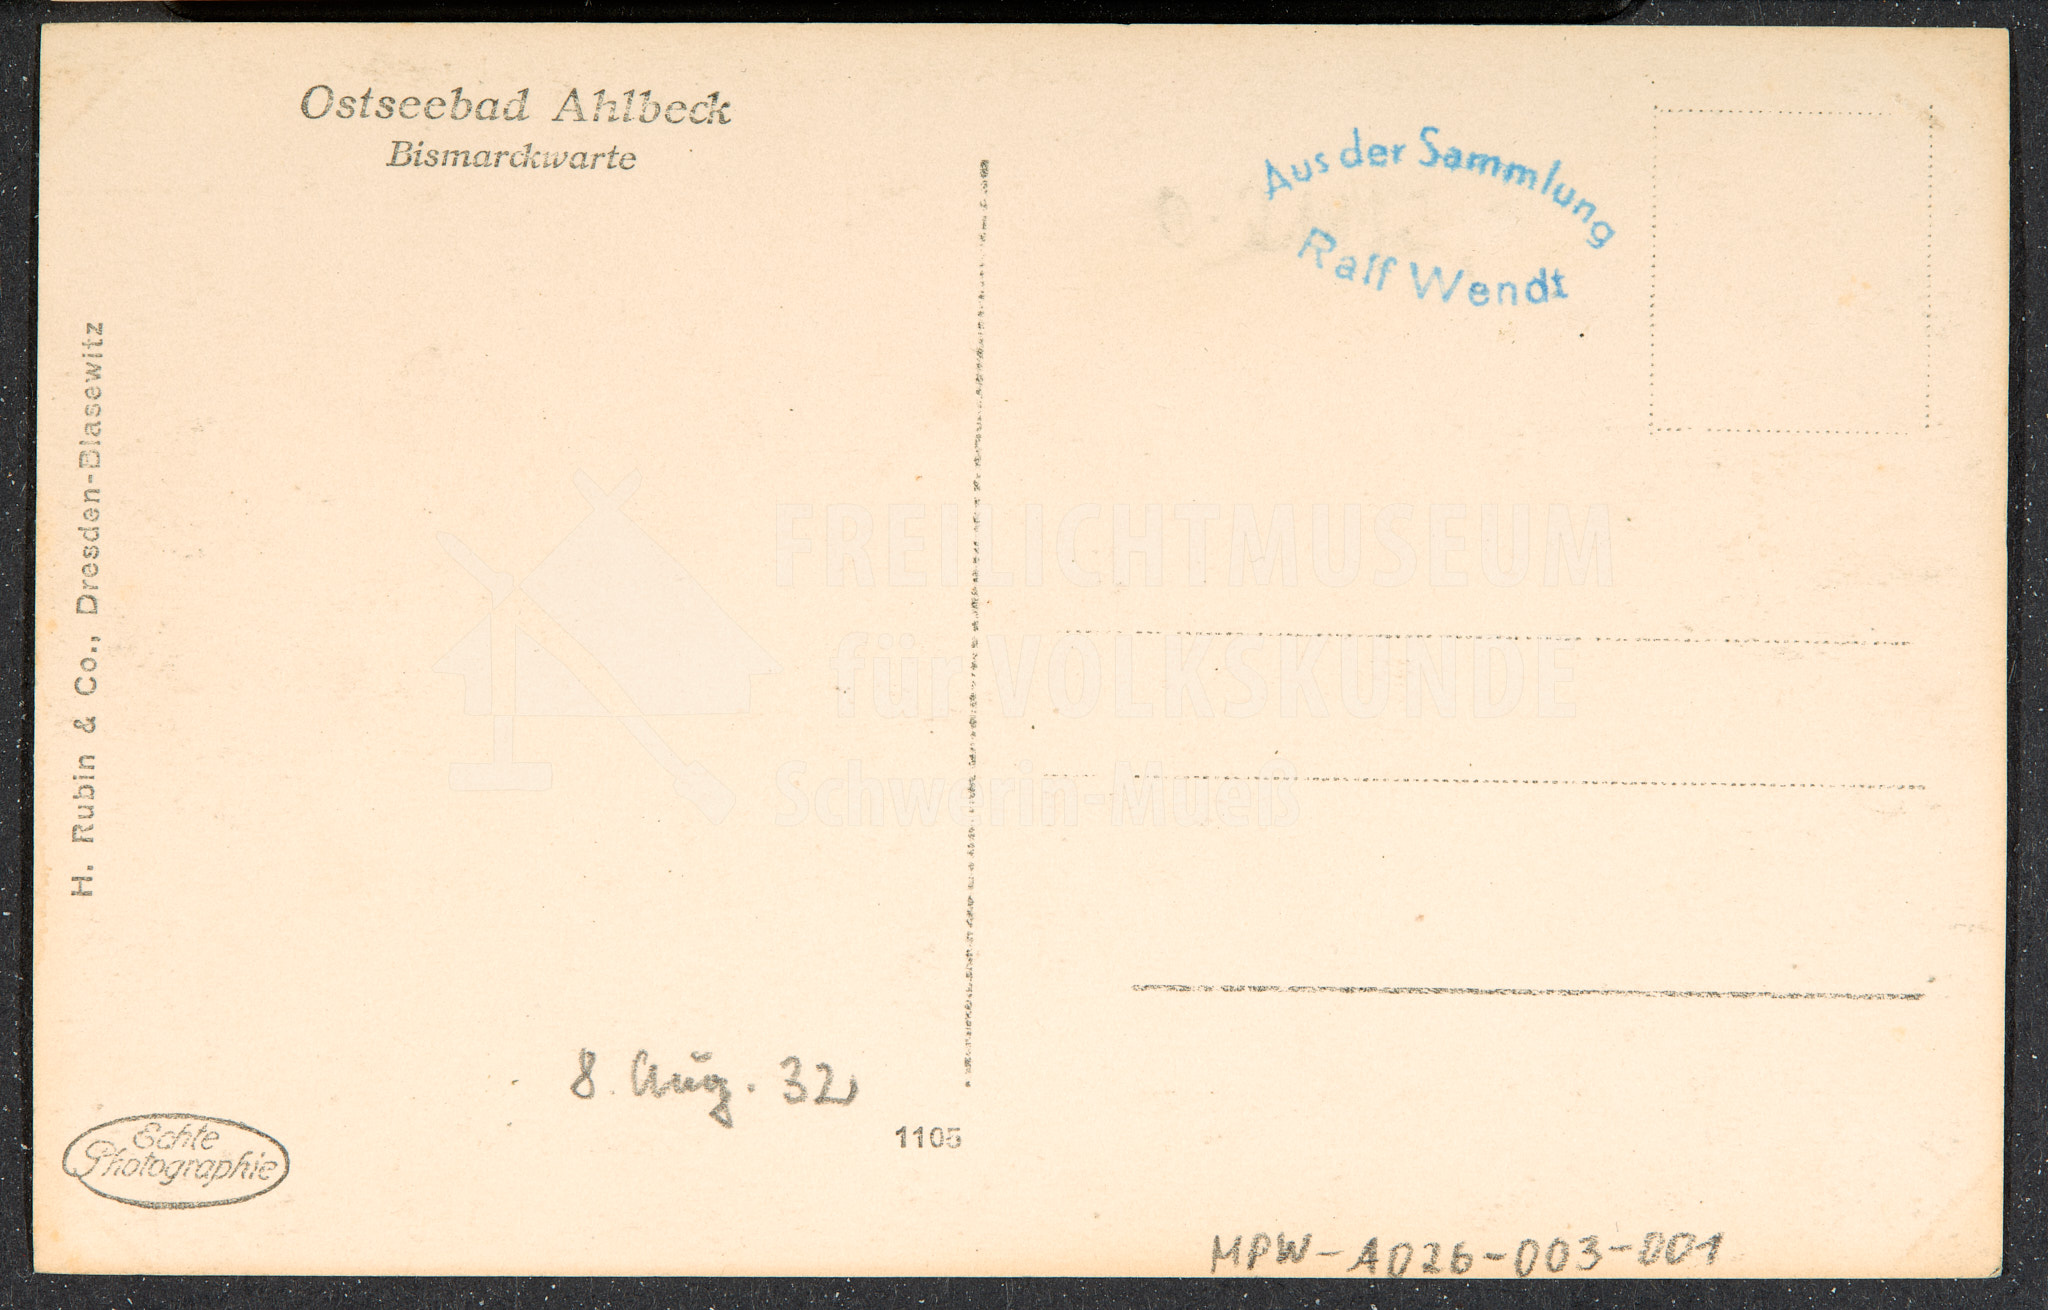 Ostseebad Ahlbeck
Bismarckwarte
Aus der Sammlung
Ralf Wendt
H. Rubin & Co., Dresden-Blasewitz
FREILICHTMUSEUM
für VOLKSKUNDE
Schwerin-Mueß
8. Aug. 32
1105
Echte
Photographie
MPW-A026-003-001